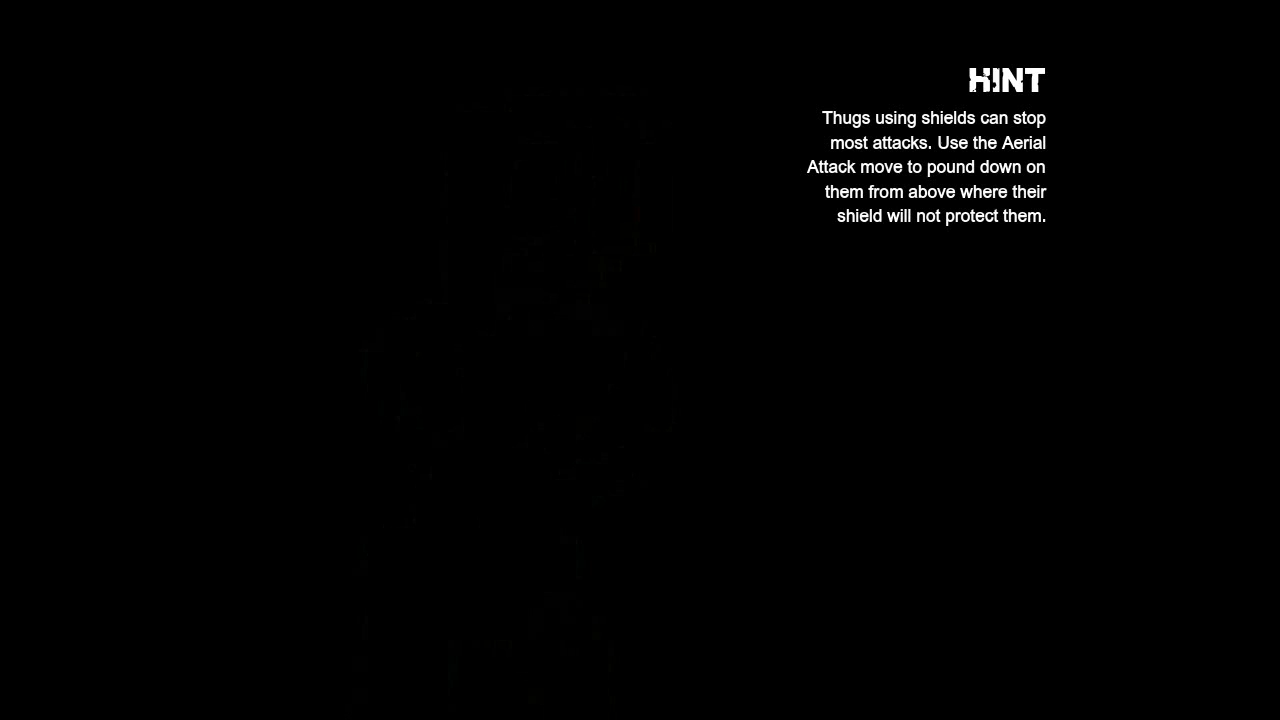 HINT
Thugs using shields can stop
most attacks. Use the Aerial
Attack move to pound down on
them from above where their
shield will not protect them.